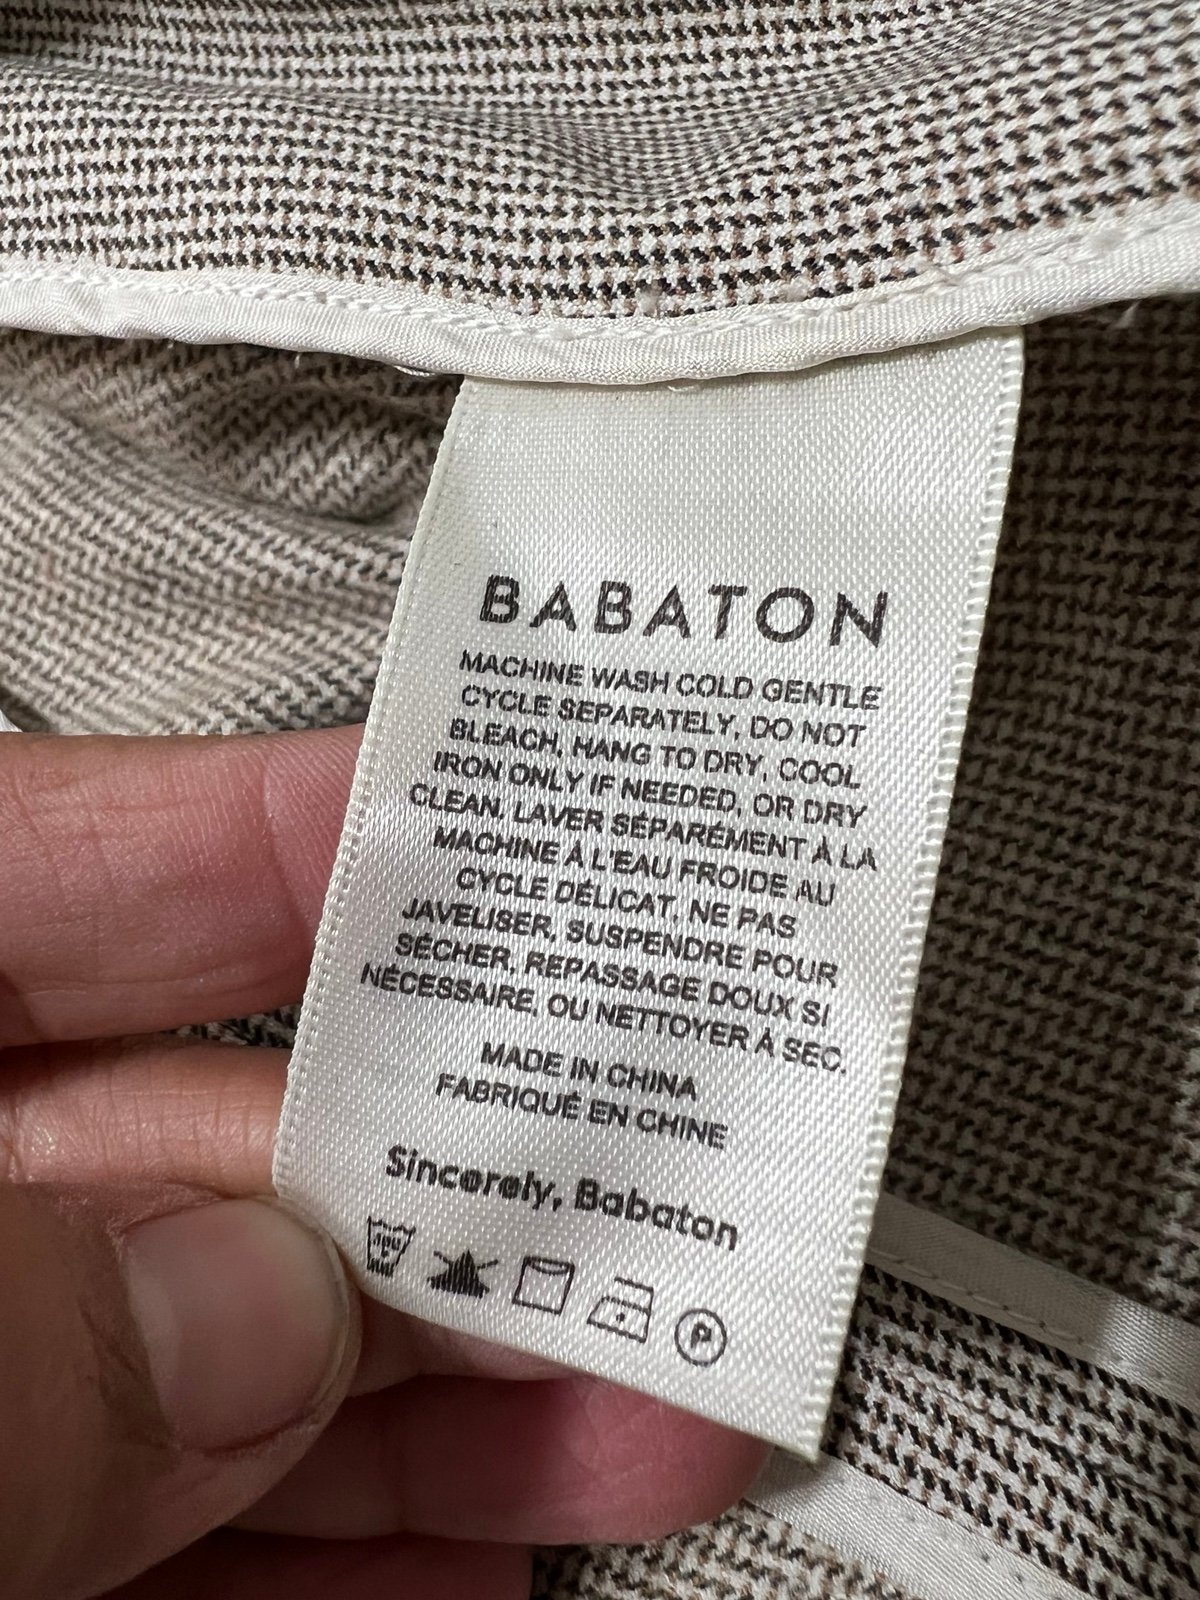 BABATON
MACHINE WASH COLD GENTLE
CYCLE SEPARATELY, DO NOT
BLEACH, HANG TO DRY, COOL
IRON ONLY IF NEEDED, OR DRY
CLEAN. LAVER SÉPARÉMENT À LA
MACHINE À L'EAU FROIDE AU
CYCLE DÉLICAT, NE PAS
JAVELISER, SUSPENDRE POUR
SÉCHER, REPASSAGE DOUX SI
NÉCESSAIRE, OU NETTOYER À SEC.
MADE IN CHINA
FABRIQUÉ EN CHINE
Sincerely, Babaton
P